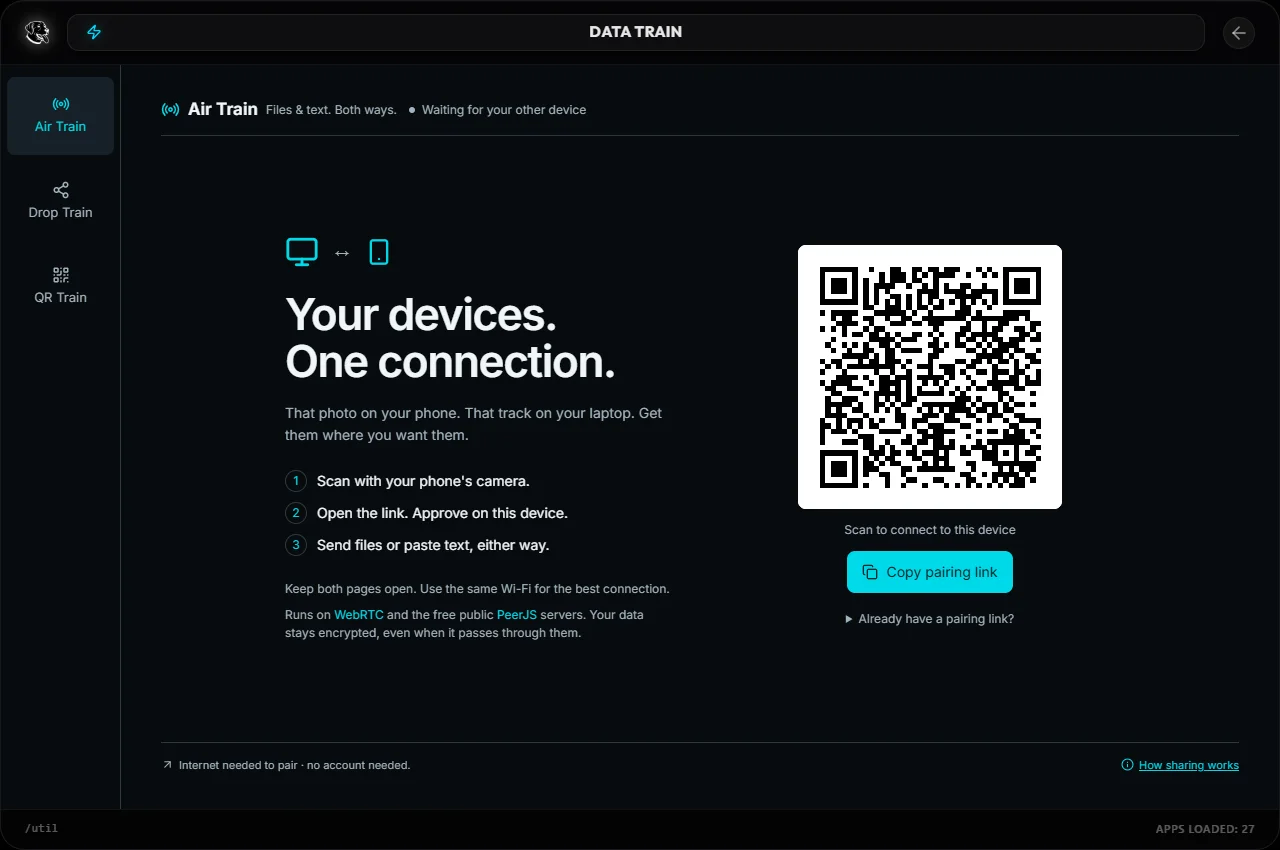 DATA TRAIN
Air Train
Drop Train
QR Train
Air Train Files & text. Both ways. • Waiting for your other device
Your devices.
One connection.
That photo on your phone. That track on your laptop. Get
them where you want them.
1 Scan with your phone's camera.
2 Open the link. Approve on this device.
3 Send files or paste text, either way.
Keep both pages open. Use the same Wi-Fi for the best connection.
Runs on WebRTC and the free public PeerJS servers. Your data
stays encrypted, even when it passes through them.
Scan to connect to this device
Copy pairing link
Already have a pairing link?
Internet needed to pair · no account needed.
How sharing works
/util
APPS LOADED: 27